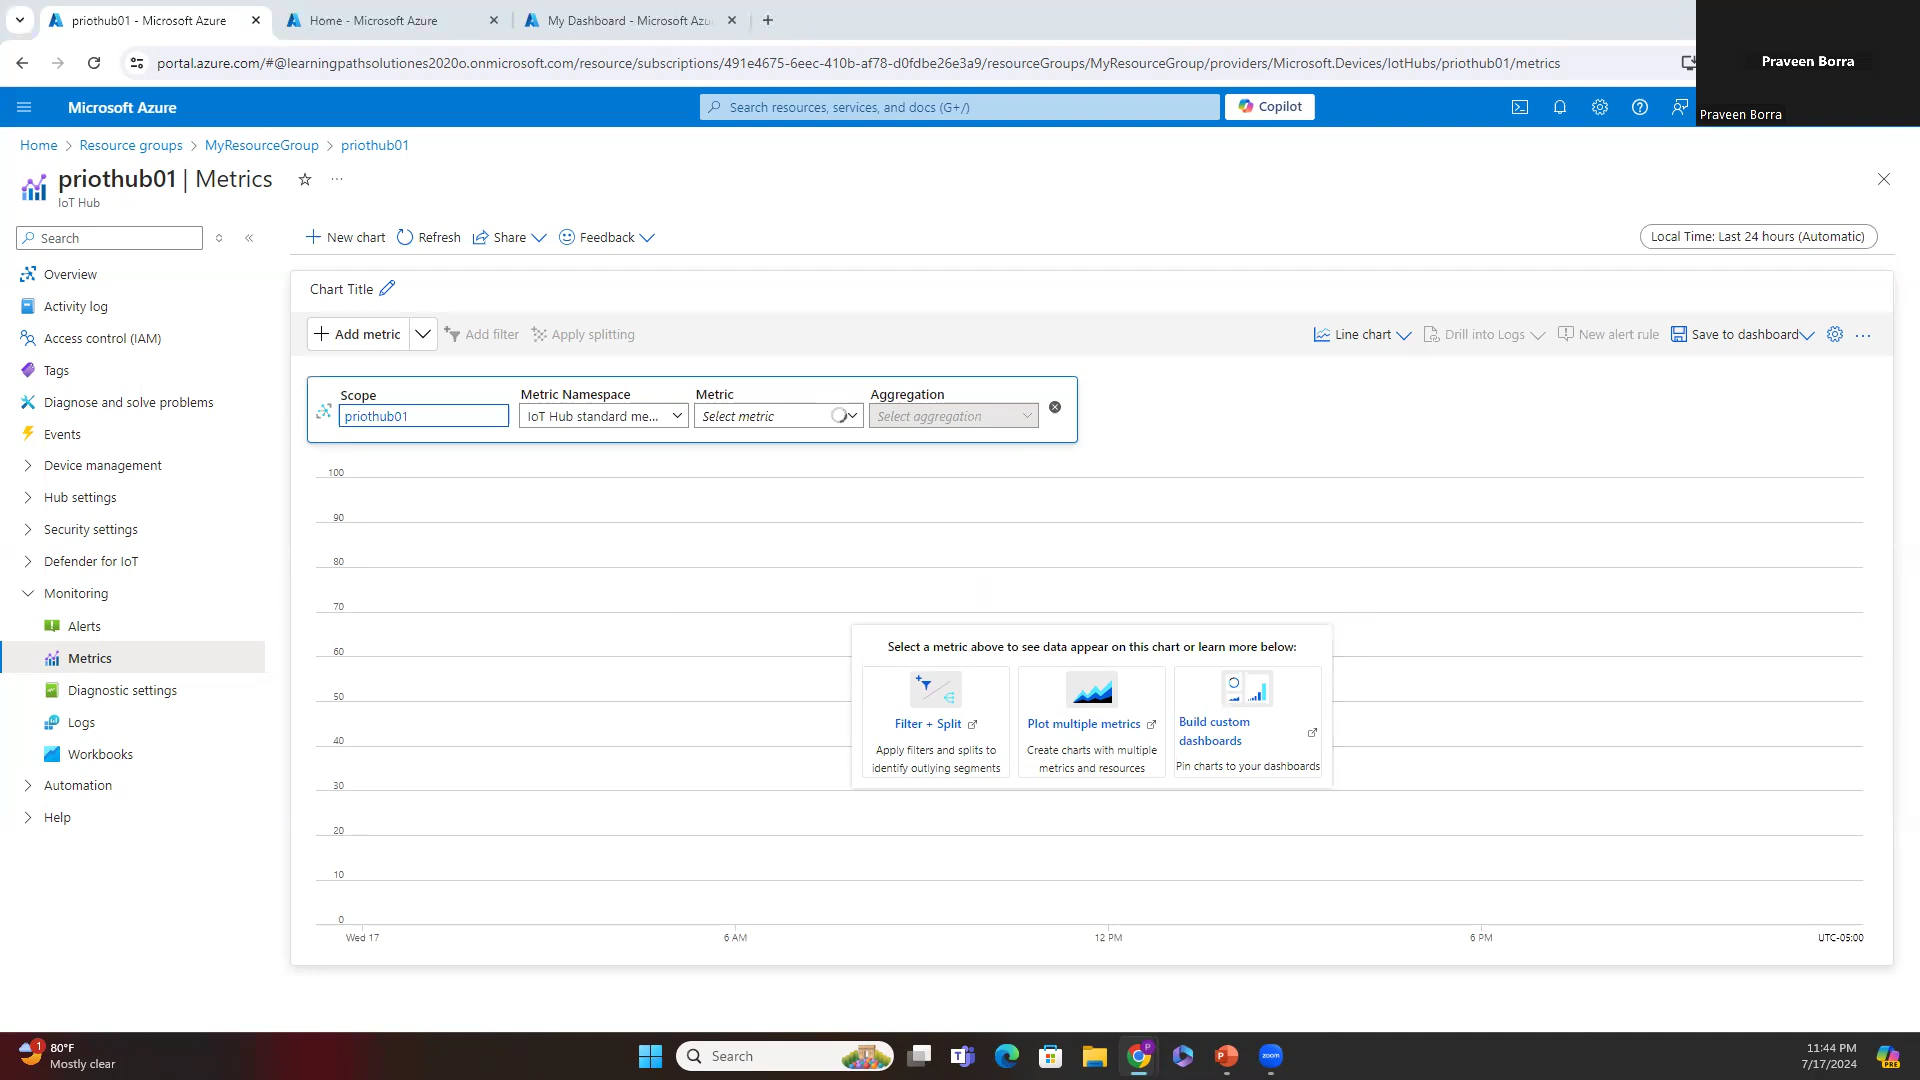 priothub01 - Microsoft Azure
Home - Microsoft Azure
My Dashboard - Microsoft Azu
portal.azure.com/#@learningpathsolutiones2020o.onmicrosoft.com/resource/subscriptions/491e4675-6eec-410b-af78-d0fdbe26e3a9/resourceGroups/MyResourceGroup/providers/Microsoft.Devices/IotHubs/priothub01/metrics
Praveen Borra
Praveen Borra
Microsoft Azure
Search resources, services, and docs (G+/)
Copilot
Home > Resource groups > MyResourceGroup > priothub01
priothub01 | Metrics
IoT Hub
Search
Overview
Activity log
Access control (IAM)
Tags
Diagnose and solve problems
Events
Device management
Hub settings
Security settings
Defender for IoT
Monitoring
Alerts
Metrics
Diagnostic settings
Logs
Workbooks
Automation
Help
New chart
Refresh
Share
Feedback
Local Time: Last 24 hours (Automatic)
Chart Title
Add metric
Add filter
Apply splitting
Line chart
Drill into Logs
New alert rule
Save to dashboard
Scope
priothub01
Metric Namespace
IoT Hub standard me...
Metric
Select metric
Aggregation
Select aggregation
100
90
80
70
60
50
40
30
20
10
0
Wed 17
6 AM
12 PM
6 PM
UTC-05:00
Select a metric above to see data appear on this chart or learn more below:
Filter + Split
Apply filters and splits to
identify outlying segments
Plot multiple metrics
Create charts with multiple
metrics and resources
Build custom
dashboards
Pin charts to your dashboards
1
80°F
Mostly clear
Search
P
T
P
zoom
11:44 PM
7/17/2024
PRE